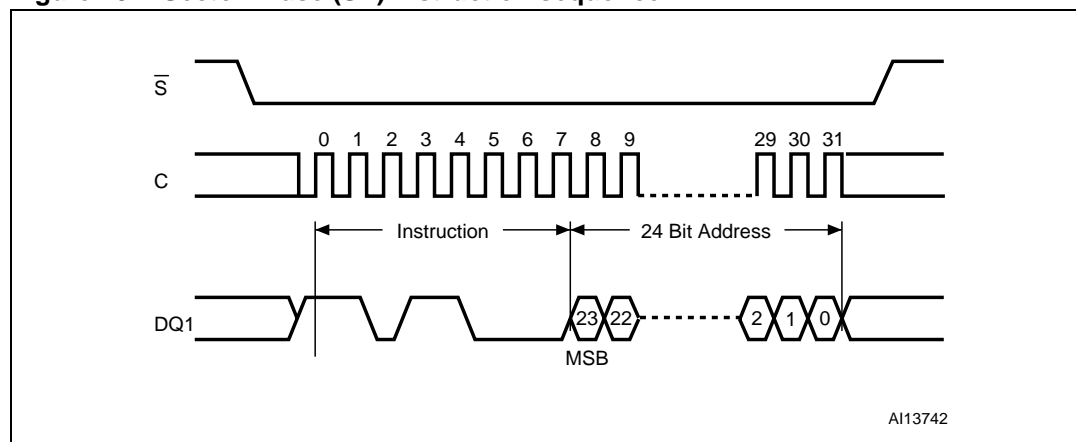 S
0 1 2 3 4 5 6 7 8 9 29 30 31
C
Instruction 24 Bit Address
DQ1 23 22 2 1 0
MSB
AI13742